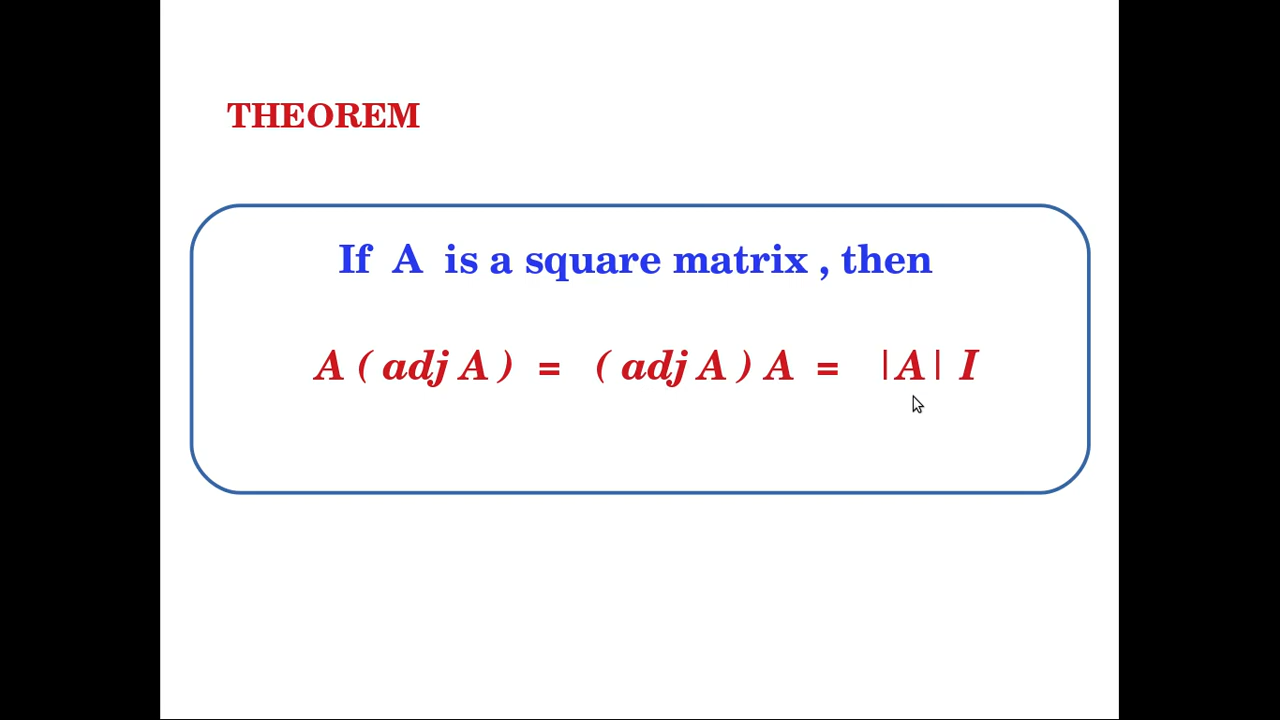 THEOREM
If A is a square matrix , then
A ( adj A ) = ( adj A ) A = |A| I